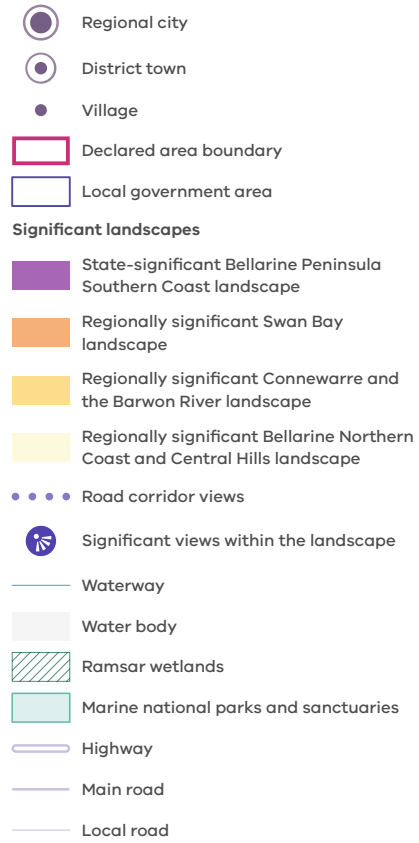 Regional city
District town
Village
Declared area boundary
Local government area
Significant landscapes
State-significant Bellarine Peninsula
Southern Coast landscape
Regionally significant Swan Bay
landscape
Regionally significant Connewarre and
the Barwon River landscape
Regionally significant Bellarine Northern
Coast and Central Hills landscape
Road corridor views
Significant views within the landscape
Waterway
Water body
Ramsar wetlands
Marine national parks and sanctuaries
Highway
Main road
Local road